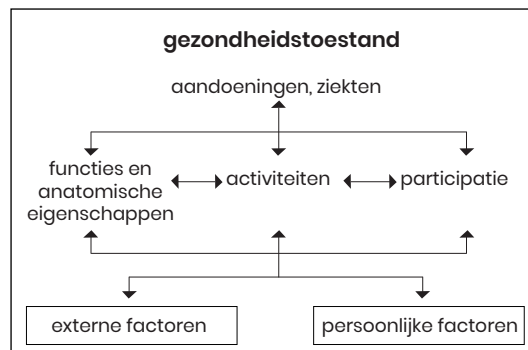 gezondheidstoestand
aandoeningen, ziekten
functies en
anatomische
eigenschappen
activiteiten
participatie
externe factoren
persoonlijke factoren